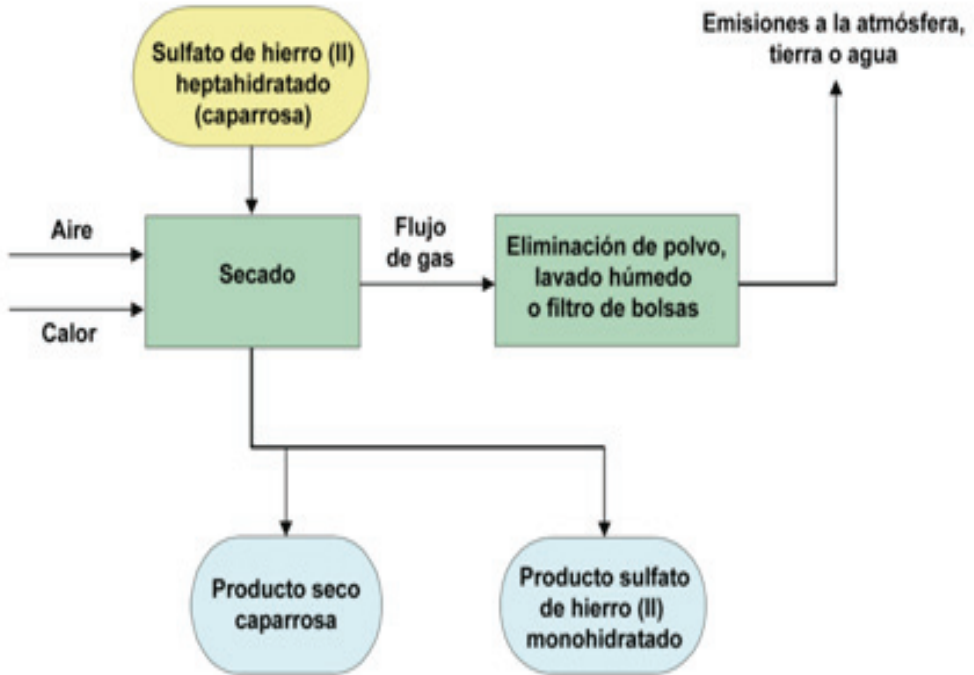 Sulfato de hierro (II)
heptahidratado
(caparrosa)
Emisiones a la atmósfera,
tierra o agua
Aire
Calor
Secado
Flujo
de gas
Eliminación de polvo,
lavado húmedo
o filtro de bolsas
Producto seco
caparrosa
Producto sulfato
de hierro (II)
monohidratado